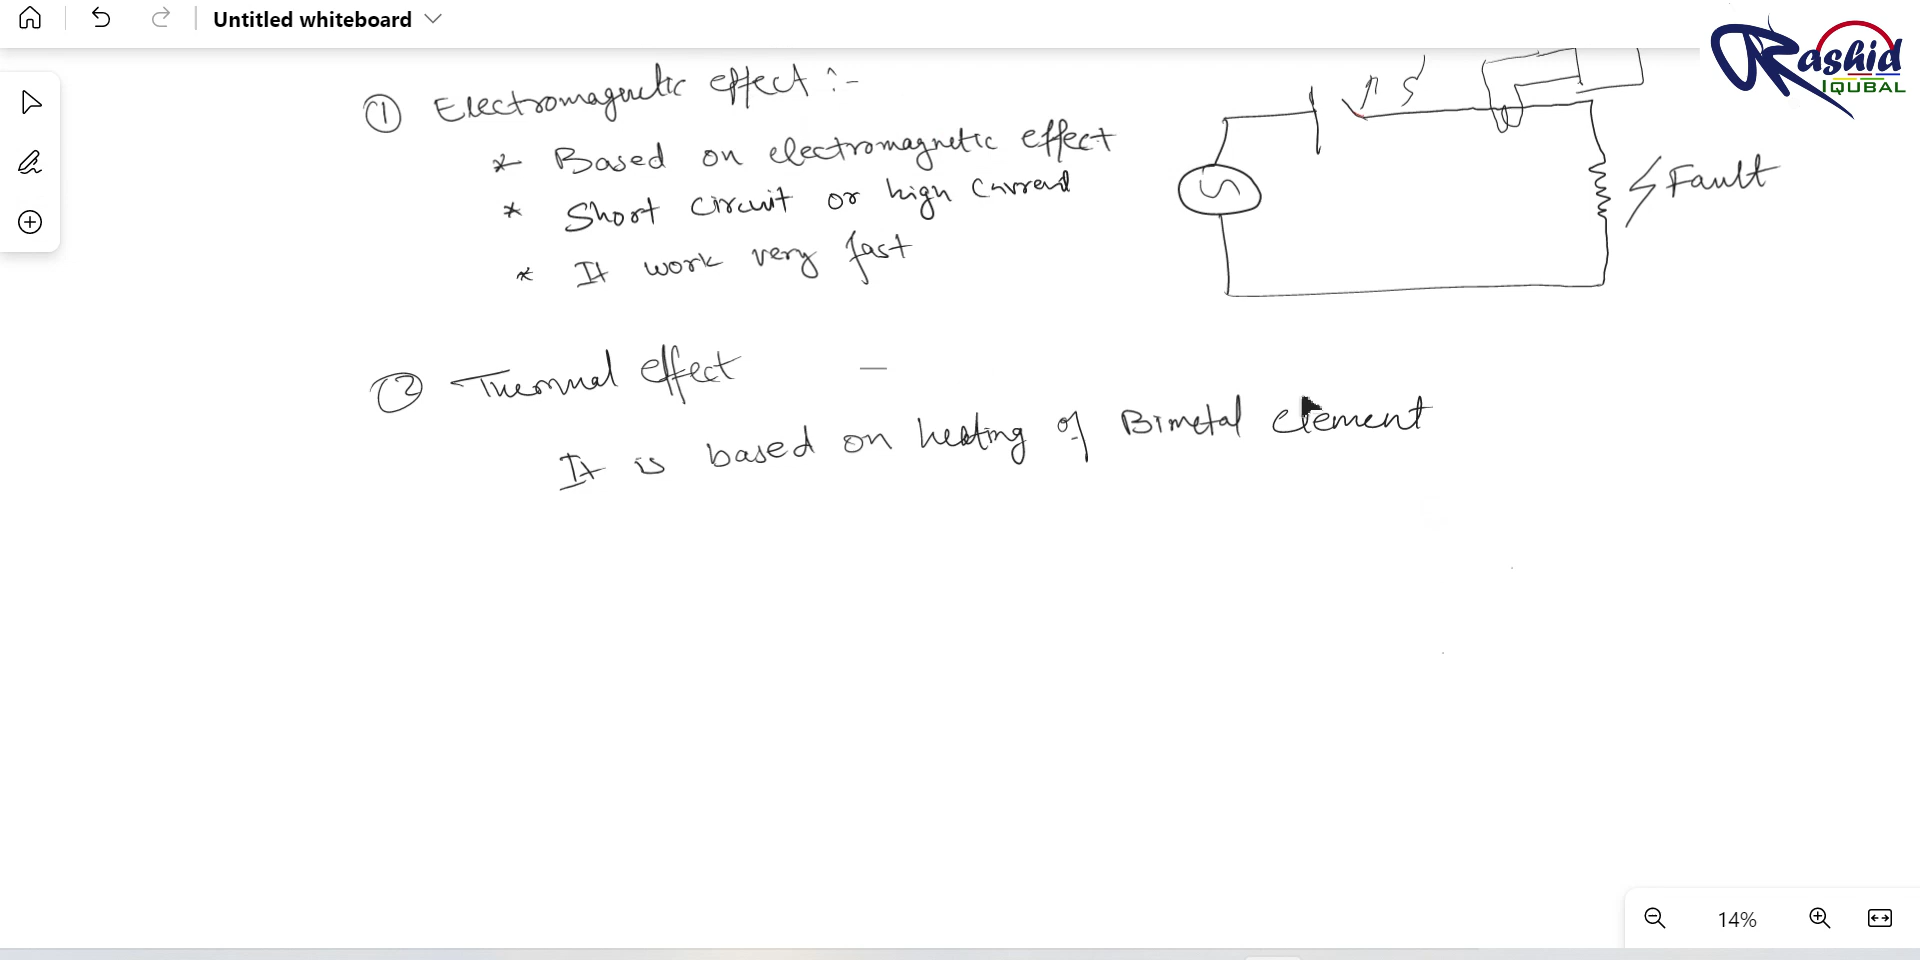 Untitled whiteboard
Rashid
IQUBAL
① Electromagnetic effect :-
* Based on electromagnetic effect
* Short circuit or high current
* It work very fast
S
Fault
② Thermal effect —
It is based on heating of Bimetal element
14%